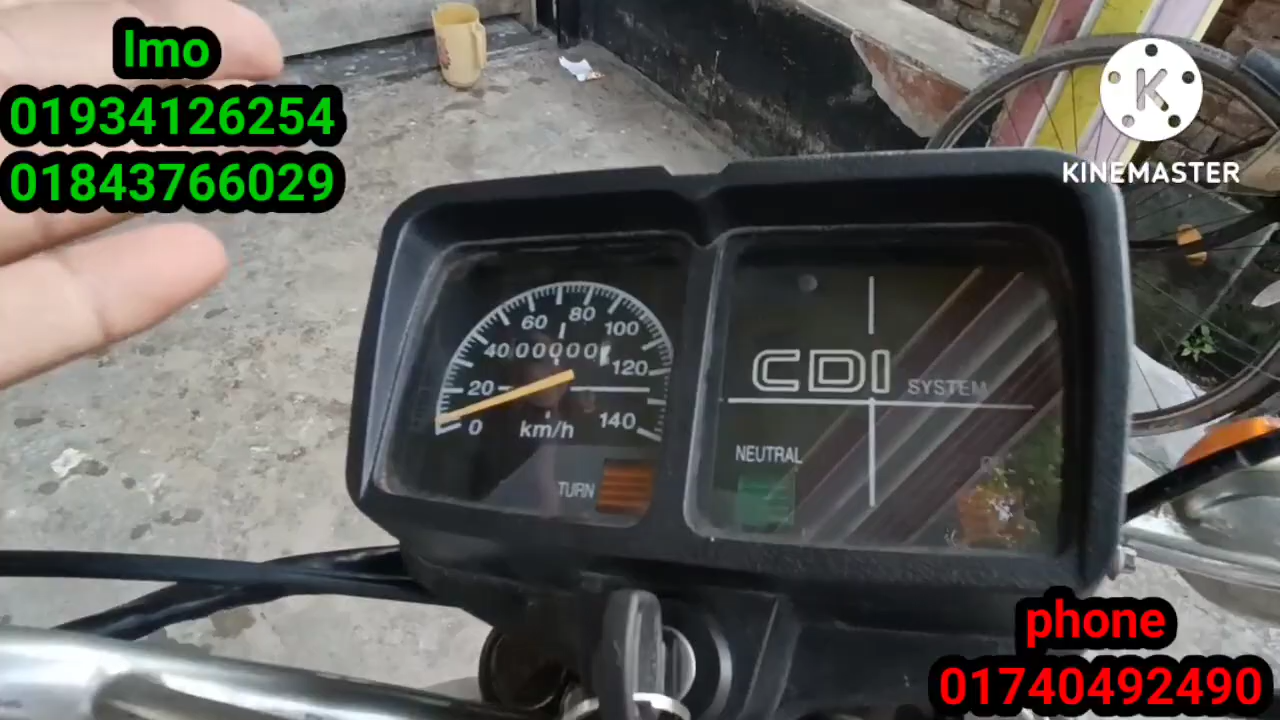 Imo
01934126254
01843766029
K
KINEMASTER
80
60
100
40 00000
120
20
140
0
km/h
TURN
CDI SYSTEM
NEUTRAL
phone
01740492490